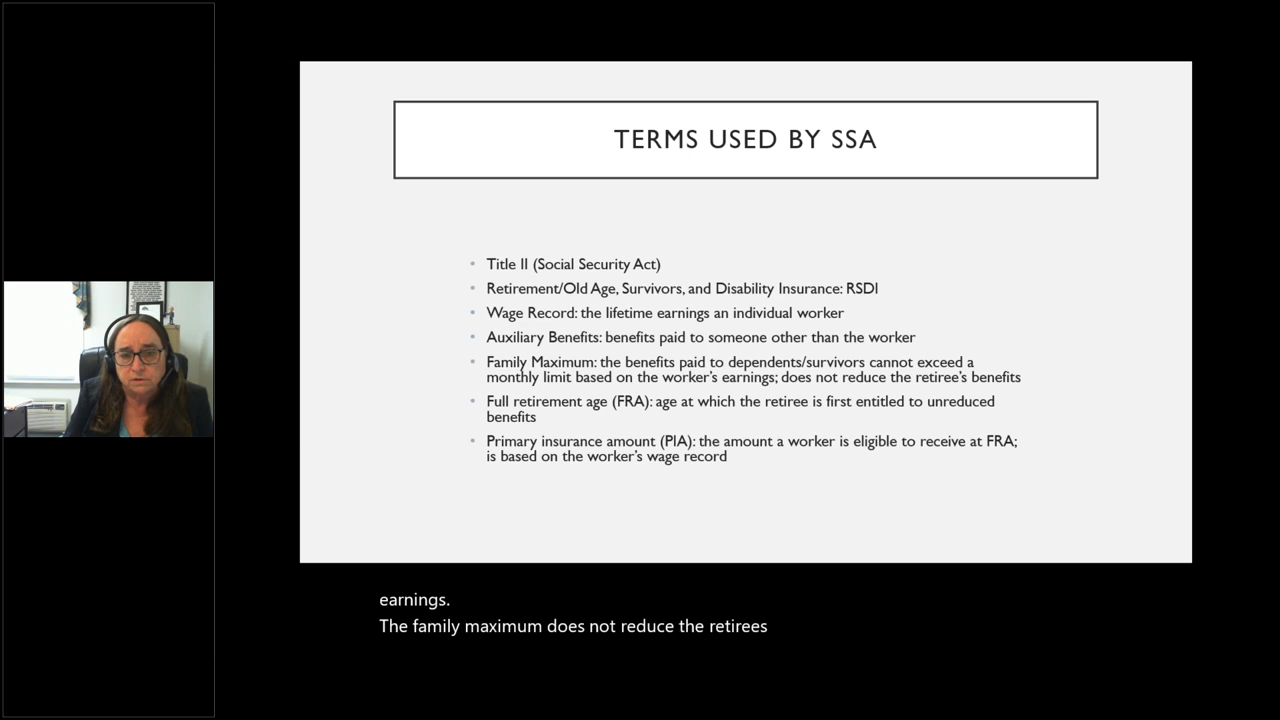 TERMS USED BY SSA
• Title II (Social Security Act)
• Retirement/Old Age, Survivors, and Disability Insurance: RSDI
• Wage Record: the lifetime earnings an individual worker
• Auxiliary Benefits: benefits paid to someone other than the worker
• Family Maximum: the benefits paid to dependents/survivors cannot exceed a
monthly limit based on the worker's earnings; does not reduce the retiree's benefits
• Full retirement age (FRA): age at which the retiree is first entitled to unreduced
benefits
• Primary insurance amount (PIA): the amount a worker is eligible to receive at FRA;
is based on the worker's wage record
earnings.
The family maximum does not reduce the retirees